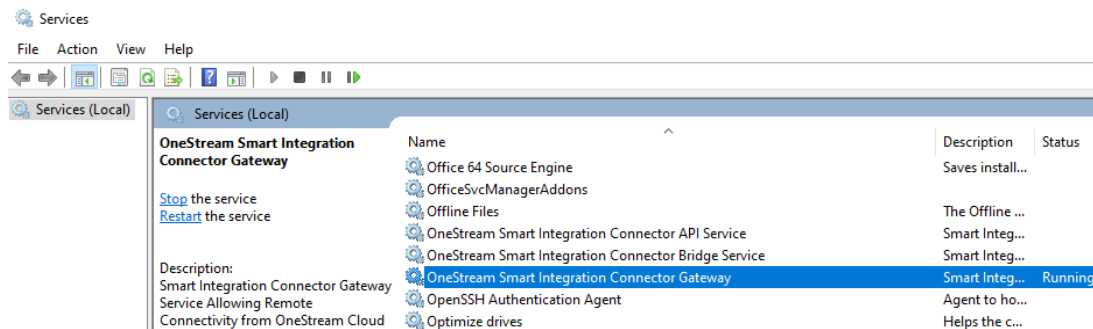 Services
File Action View Help
Services (Local)
Services (Local)
OneStream Smart Integration
Connector Gateway
Stop the service
Restart the service
Description:
Smart Integration Connector Gateway
Service Allowing Remote
Connectivity from OneStream Cloud
Name Description Status
Office 64 Source Engine Saves install...
OfficeSvcManagerAddons
Offline Files The Offline ...
OneStream Smart Integration Connector API Service Smart Integ...
OneStream Smart Integration Connector Bridge Service Smart Integ...
OneStream Smart Integration Connector Gateway Smart Integ... Running
OpenSSH Authentication Agent Agent to ho...
Optimize drives Helps the c...